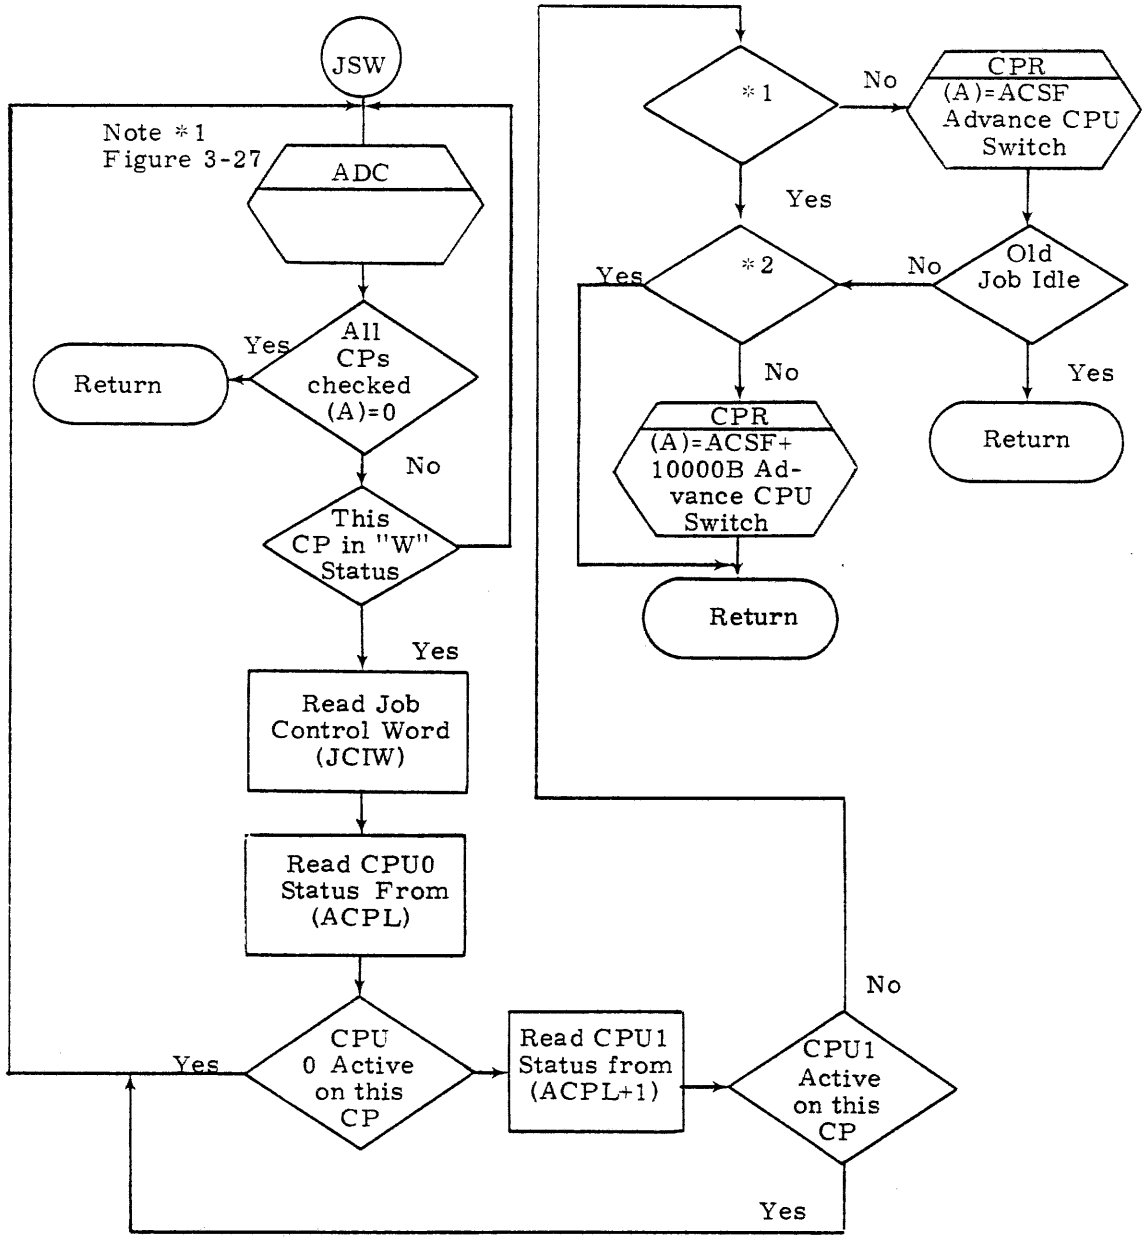 JSW
Note *1
Figure 3-27
ADC
All
CPs
checked
(A)=0
Yes
Return
No
This
CP in "W"
Status
Yes
Read Job
Control Word
(JCIW)
Read CPU0
Status From
(ACPL)
CPU
0 Active
on this
CP
Yes
Read CPU1
Status from
(ACPL+1)
CPU1
Active
on this
CP
No
Yes
*1
No
CPR
(A)=ACSF
Advance CPU
Switch
Yes
*2
Yes
No
Old
Job Idle
Yes
Return
No
CPR
(A)=ACSF+
10000B Ad-
vance CPU
Switch
Return